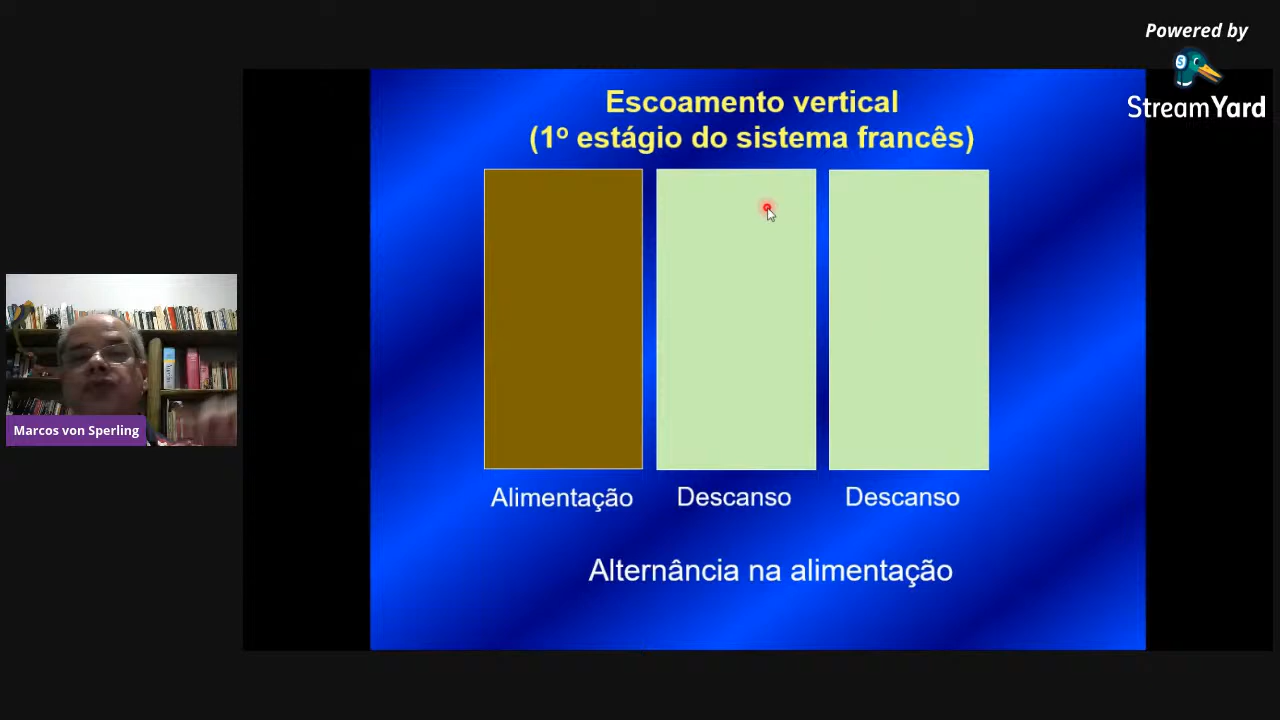 Powered by
StreamYard
Escoamento vertical
(1º estágio do sistema francês)
Alimentação
Descanso
Descanso
Alternância na alimentação
Marcos von Sperling